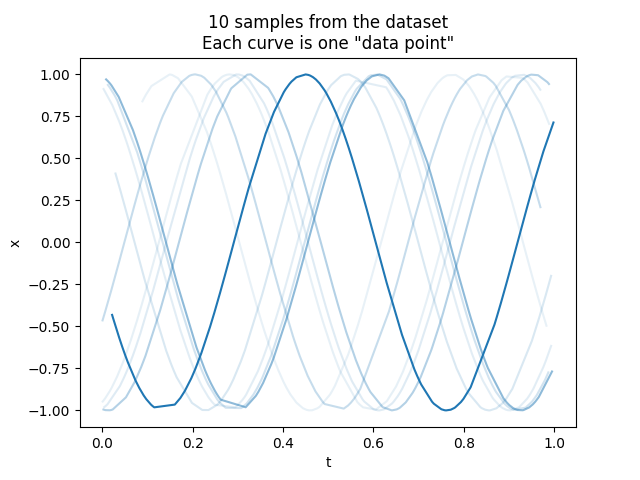 10 samples from the dataset
Each curve is one "data point"
1.00
0.75
0.50
0.25
0.00
−0.25
−0.50
−0.75
−1.00
x
0.0 0.2 0.4 0.6 0.8 1.0
t